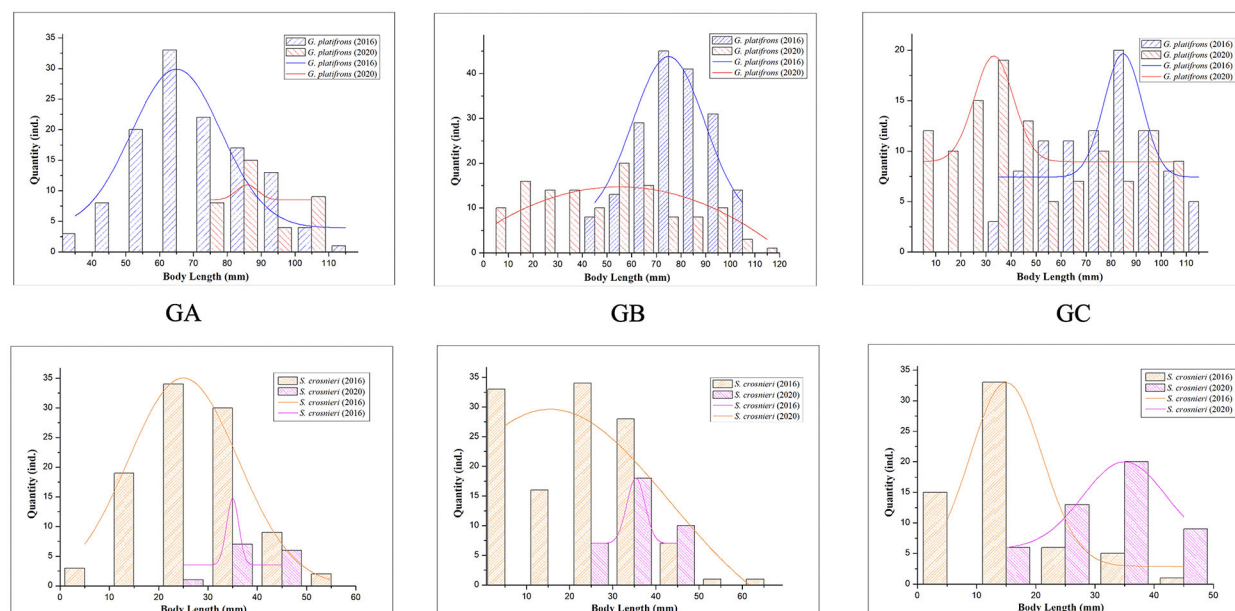 G. platifrons (2016)
G. platifrons (2020)
G. platifrons (2016)
G. platifrons (2020)
Quantity (ind.)
35
30
25
20
15
10
5
0
40 50 60 70 80 90 100 110
Body Length (mm)
GA
G. platifrons (2016)
G. platifrons (2020)
G. platifrons (2016)
G. platifrons (2020)
Quantity (ind.)
40
30
20
10
0
0 10 20 30 40 50 60 70 80 90 100 110 120
Body Length (mm)
GB
G. platifrons (2016)
G. platifrons (2020)
G. platifrons (2016)
G. platifrons (2020)
Quantity (ind.)
20
15
10
5
0
10 20 30 40 50 60 70 80 90 100 110
Body Length (mm)
GC
S. crosnieri (2016)
S. crosnieri (2020)
S. crosnieri (2016)
S. crosnieri (2016)
Quantity (ind.)
35
30
25
20
15
10
5
0
0 10 20 30 40 50 60
Body Length (mm)
S. crosnieri (2016)
S. crosnieri (2020)
S. crosnieri (2016)
S. crosnieri (2020)
Quantity (ind.)
35
30
25
20
15
10
5
0
10 20 30 40 50 60
Body Length (mm)
S. crosnieri (2016)
S. crosnieri (2020)
S. crosnieri (2016)
S. crosnieri (2020)
Quantity (ind.)
35
30
25
20
15
10
5
0
0 10 20 30 40 50
Body Length (mm)